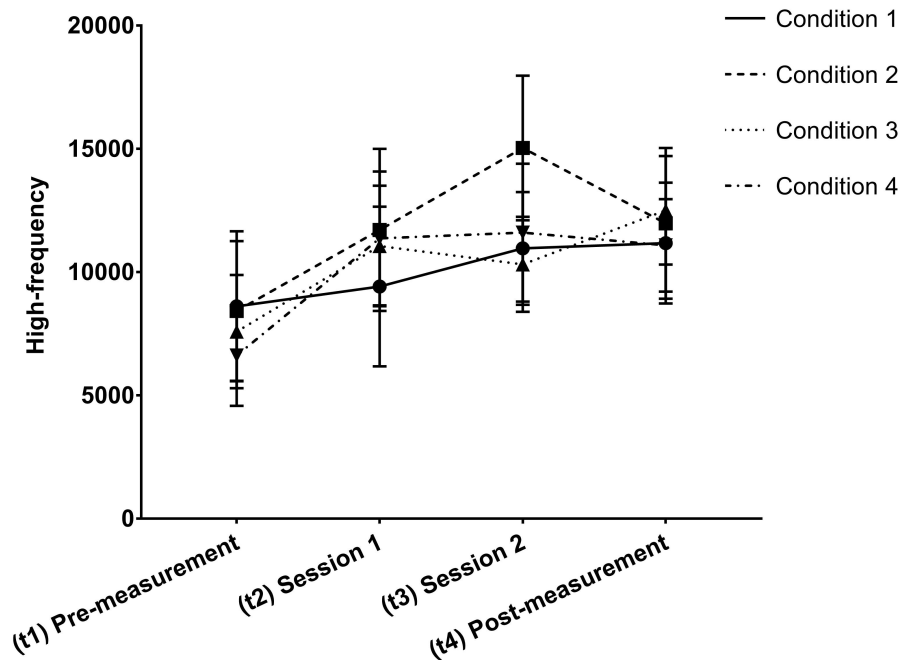 20000
15000
10000
5000
0
High-frequency
(t1) Pre-measurement
(t2) Session 1
(t3) Session 2
(t4) Post-measurement
Condition 1
Condition 2
Condition 3
Condition 4